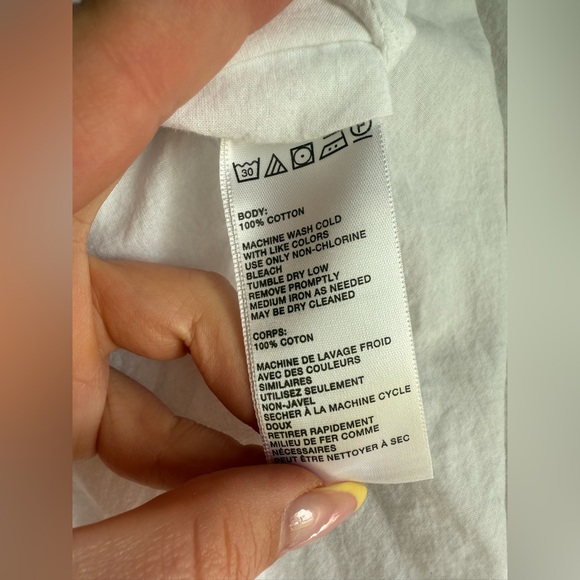 30
P
BODY:
100% COTTON
MACHINE WASH COLD
WITH LIKE COLORS
USE ONLY NON-CHLORINE
BLEACH
TUMBLE DRY LOW
REMOVE PROMPTLY
MEDIUM IRON AS NEEDED
MAY BE DRY CLEANED
CORPS:
100% COTON
MACHINE DE LAVAGE FROID
AVEC DES COULEURS
SIMILAIRES
UTILISEZ SEULEMENT
NON-JAVEL
SECHER À LA MACHINE CYCLE
DOUX
RETIRER RAPIDEMENT
MILIEU DE FER COMME
NÉCESSAIRES
PEUT ÊTRE NETTOYER À SEC